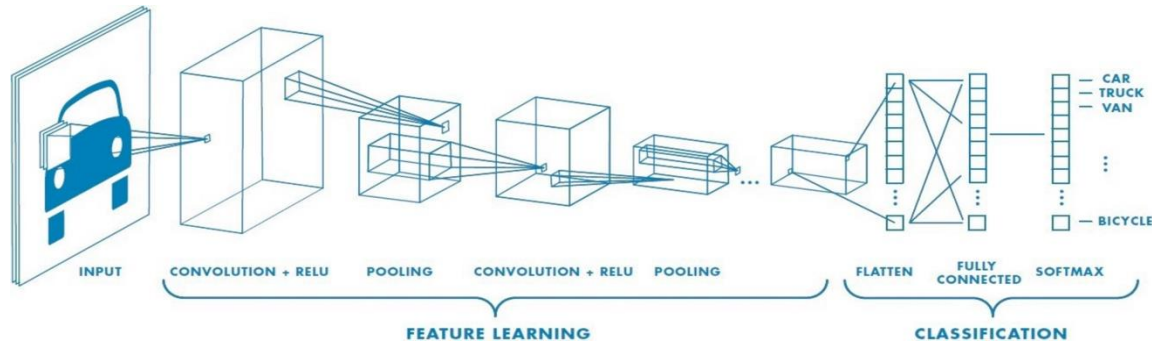 CAR
TRUCK
VAN
...
BICYCLE
INPUT
CONVOLUTION + RELU
POOLING
CONVOLUTION + RELU
POOLING
FLATTEN
FULLY
CONNECTED
SOFTMAX
FEATURE LEARNING
CLASSIFICATION